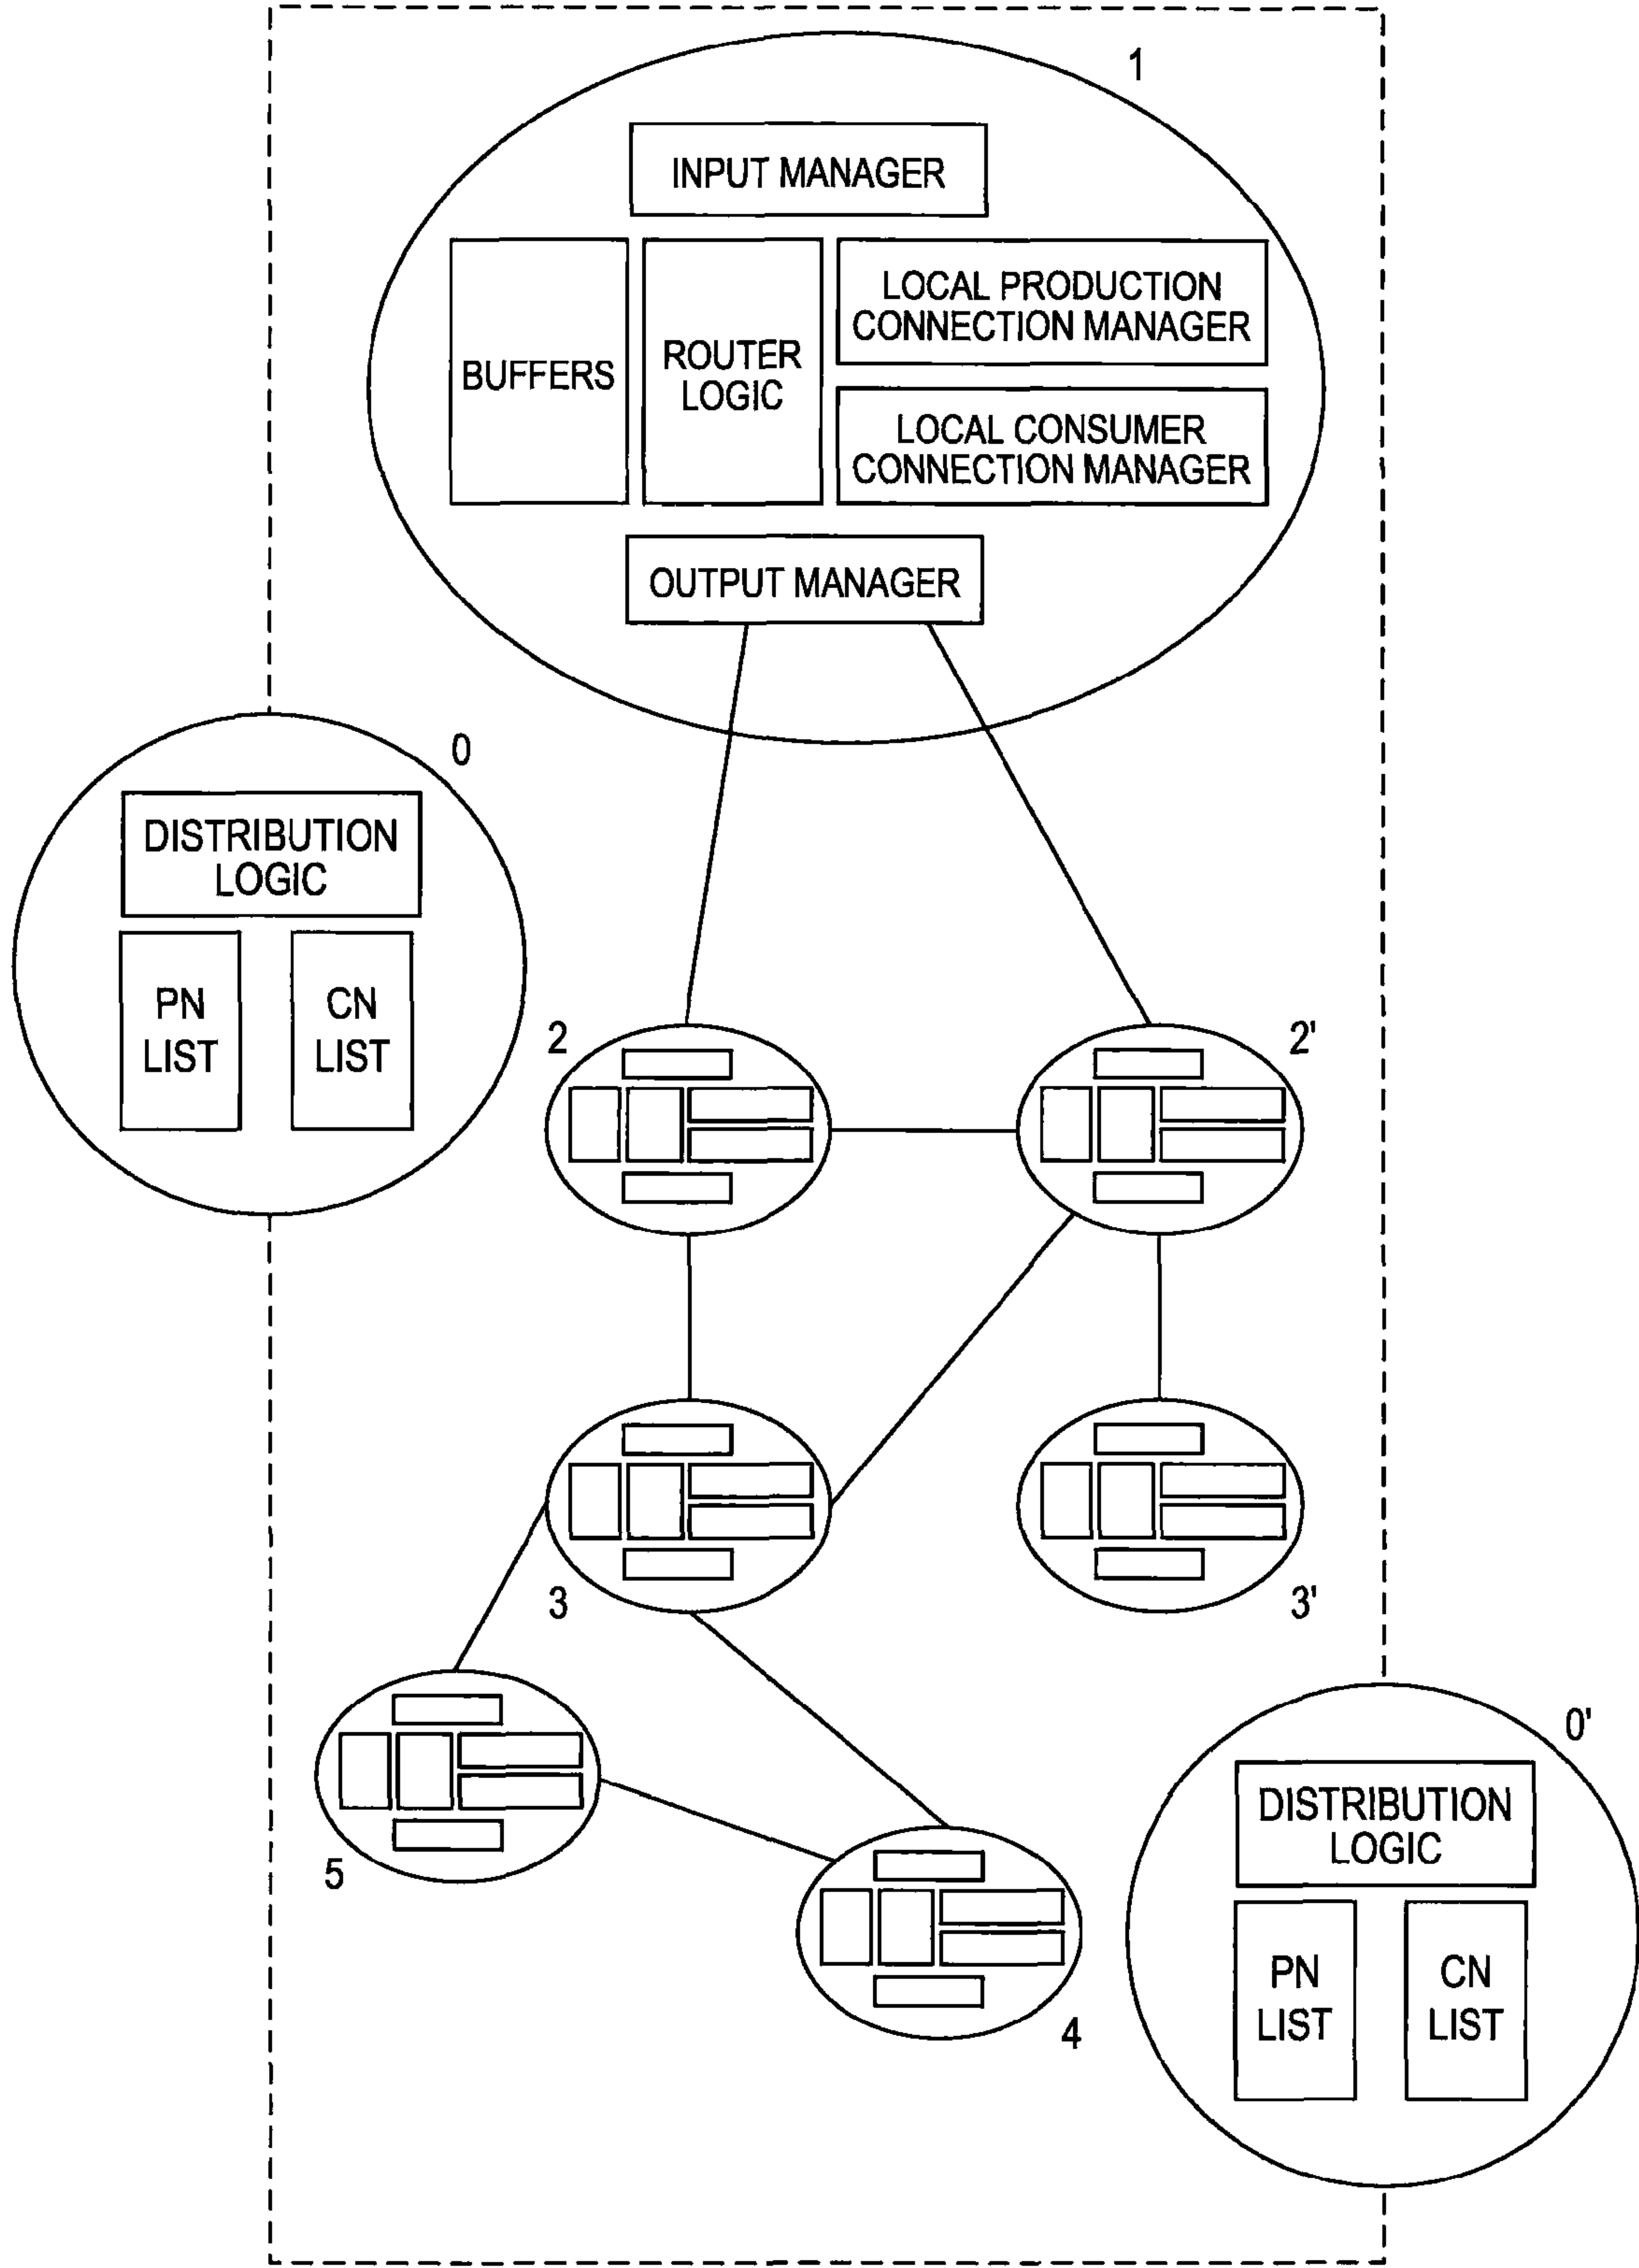 1
INPUT MANAGER
BUFFERS
ROUTER
LOGIC
LOCAL PRODUCTION
CONNECTION MANAGER
LOCAL CONSUMER
CONNECTION MANAGER
OUTPUT MANAGER
0
DISTRIBUTION
LOGIC
PN
LIST
CN
LIST
2
2'
3
3'
5
4
0'
DISTRIBUTION
LOGIC
PN
LIST
CN
LIST